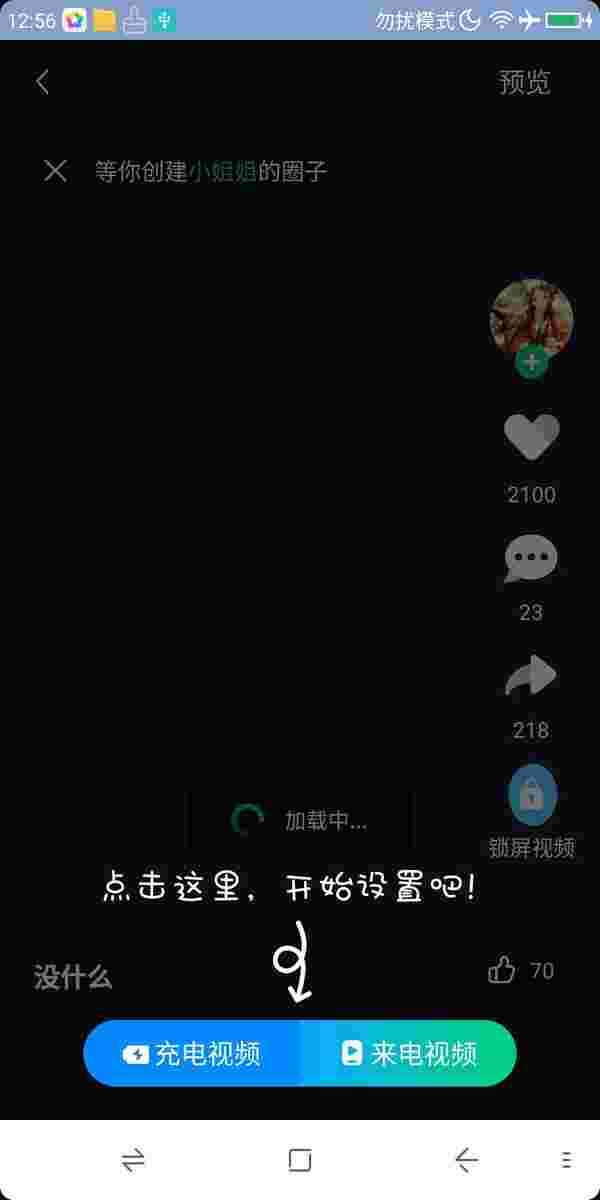 12:56
勿扰模式
预览
等你创建小姐姐的圈子
2100
23
218
加载中...
锁屏视频
点击这里，开始设置吧！
没什么
70
充电视频
来电视频